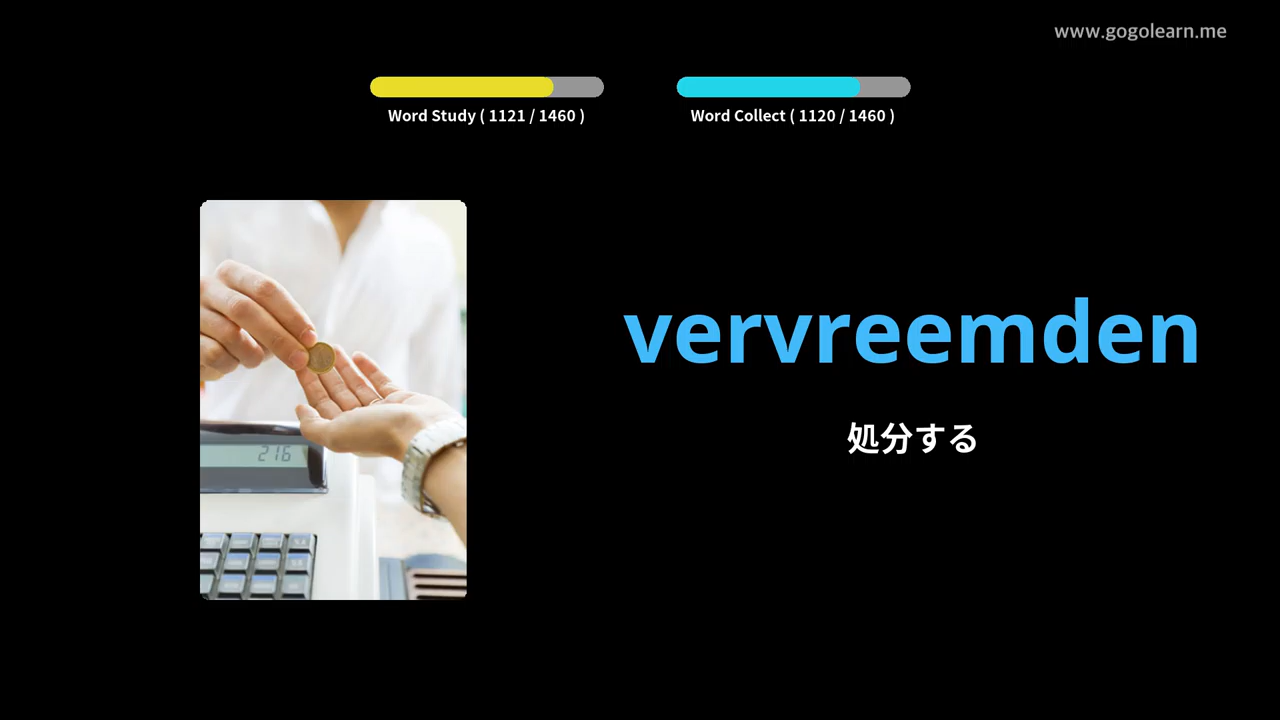 www.gogolearn.me
Word Study ( 1121 / 1460 )
Word Collect ( 1120 / 1460 )
216
vervreemden
処分する